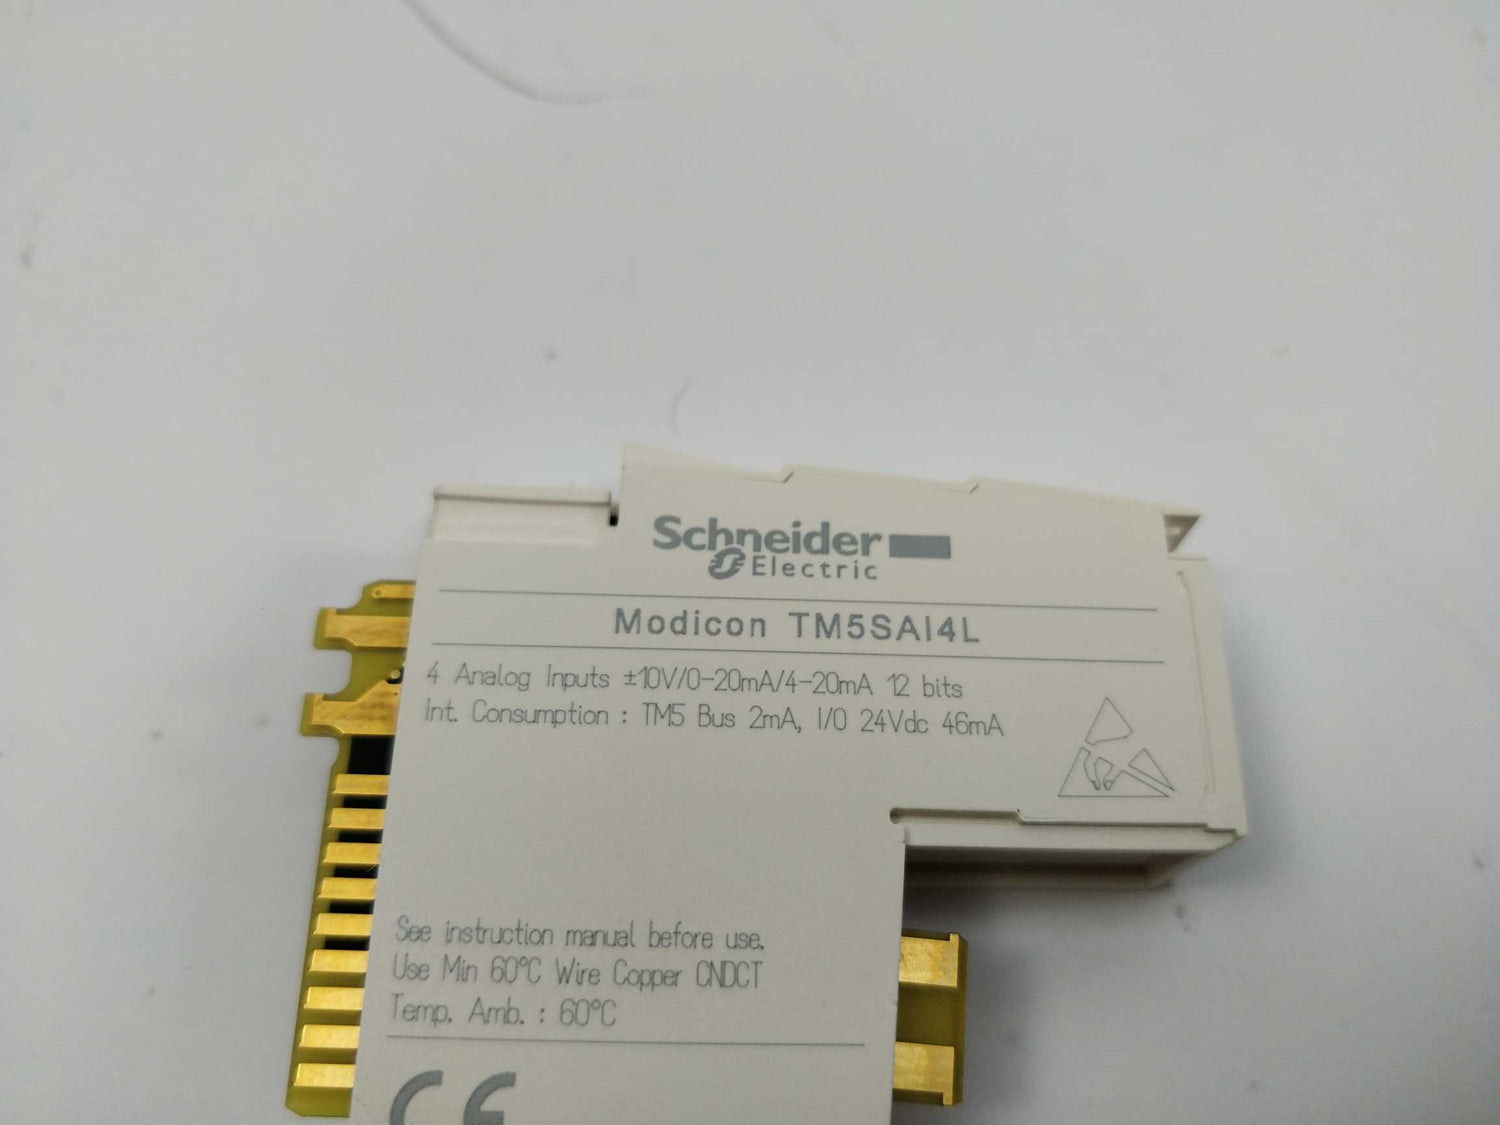 Schneider
Electric
Modicon TM5SAI4L
4 Analog Inputs ±10V/0-20mA/4-20mA 12 bits
Int. Consumption : TM5 Bus 2mA, I/O 24Vdc 46mA
See instruction manual before use.
Use Min 60°C Wire Copper CNDCT
Temp. Amb. : 60°C
CE